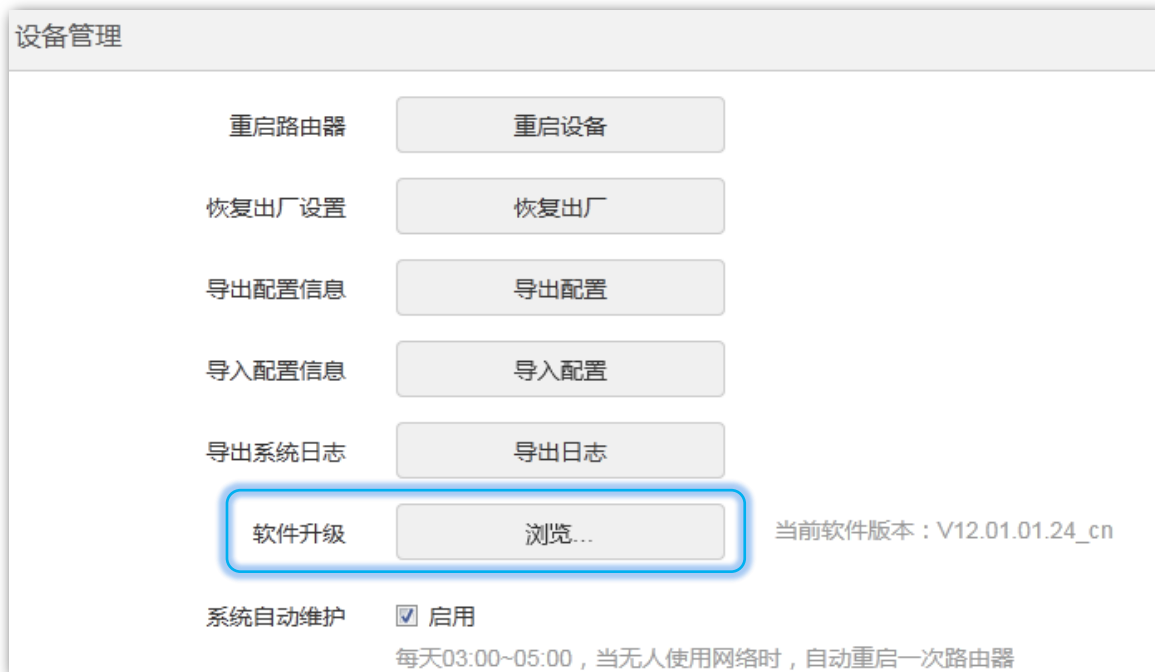 设备管理
重启路由器 重启设备
恢复出厂设置 恢复出厂
导出配置信息 导出配置
导入配置信息 导入配置
导出系统日志 导出日志
软件升级 浏览... 当前软件版本：V12.01.01.24_cn
系统自动维护 启用
每天03:00~05:00，当无人使用网络时，自动重启一次路由器